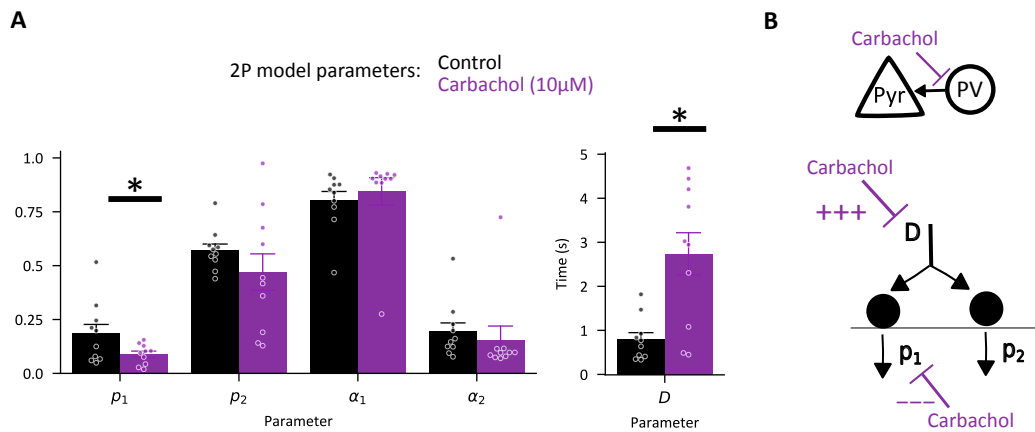 A
2P model parameters:
Control
Carbachol (10μM)
*
1.0
0.75
0.5
0.25
0.0
p1
p2
α1
α2
Parameter
*
Time (s)
5
4
3
2
1
0
D
Parameter
B
Carbachol
Pyr
PV
Carbachol
+++
D
p1
p2
---
Carbachol